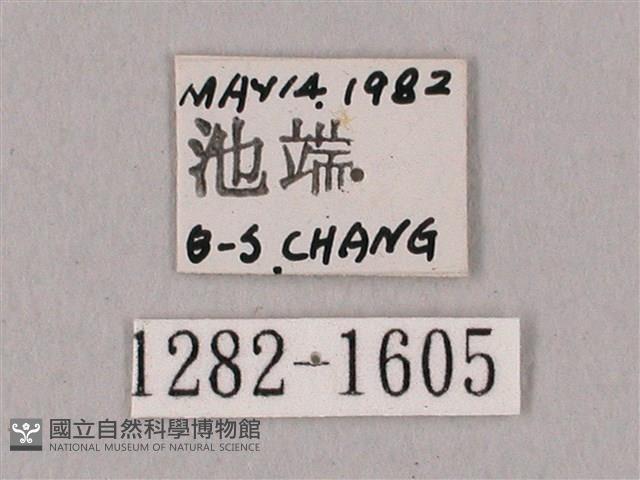 MAY 14. 1982
池端
B-S. CHANG
1282-1605
國立自然科學博物館
NATIONAL MUSEUM OF NATURAL SCIENCE